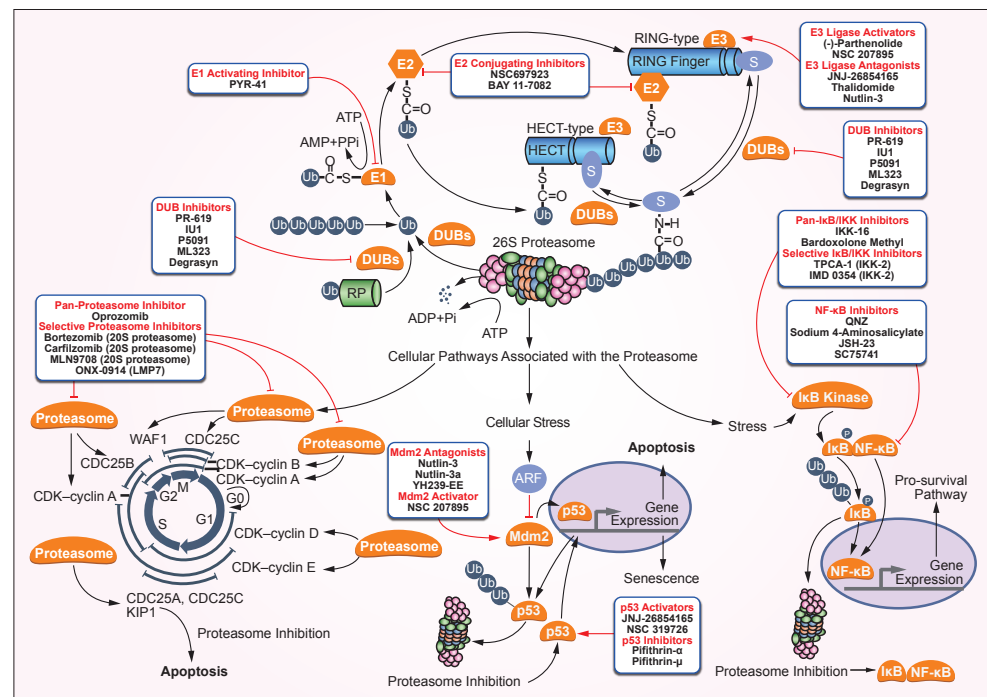 E1 Activating Inhibitor
PYR-41
E2
S
C=O
Ub
E2 Conjugating Inhibitors
NSC697923
BAY 11-7082
RING-type
E3
RING Finger
S
E2
S
C=O
Ub
E3 Ligase Activators
(-)-Parthenolide
NSC 207895
E3 Ligase Antagonists
JNJ-26854165
Thalidomide
Nutlin-3
ATP
AMP+PPi
O
Ub-C-S
E1
HECT-type
E3
HECT
S
S
C=O
Ub
DUBs
DUBs
S
N-H
C=O
Ub Ub Ub Ub Ub
DUB Inhibitors
PR-619
IU1
P5091
ML323
Degrasyn
DUB Inhibitors
PR-619
IU1
P5091
ML323
Degrasyn
Ub Ub Ub Ub Ub
Ub
DUBs
DUBs
Ub
RP
26S Proteasome
ADP+Pi
ATP
Pan-IκB/IKK Inhibitors
IKK-16
Bardoxolone Methyl
Selective IκB/IKK Inhibitors
TPCA-1 (IKK-2)
IMD 0354 (IKK-2)
NF-κB Inhibitors
QNZ
Sodium 4-Aminosalicylate
JSH-23
SC75741
Pan-Proteasome Inhibitor
Oprozomib
Selective Proteasome Inhibitors
Bortezomib (20S proteasome)
Carfilzomib (20S proteasome)
MLN9708 (20S proteasome)
ONX-0914 (LMP7)
Cellular Pathways Associated with the Proteasome
Proteasome
Proteasome
Proteasome
WAF1
CDC25C
CDC25B
CDK–cyclin B
CDK–cyclin A
CDK–cyclin A
G2
M
G0
G1
S
CDK–cyclin D
CDK–cyclin E
Proteasome
Proteasome
CDC25A, CDC25C
KIP1
Proteasome Inhibition
Apoptosis
Cellular Stress
ARF
Mdm2 Antagonists
Nutlin-3
Nutlin-3a
YH239-EE
Mdm2 Activator
NSC 207895
Mdm2
Apoptosis
p53
Gene
Expression
Senescence
Ub
Ub
Ub
p53
p53
Proteasome Inhibition
p53 Activators
JNJ-26854165
NSC 319726
p53 Inhibitors
Pifithrin-α
Pifithrin-μ
Stress
IκB Kinase
P
IκB
NF-κB
Ub
Ub
Ub
P
IκB
Pro-survival
Pathway
NF-κB
Gene
Expression
Proteasome Inhibition
IκB
NF-κB